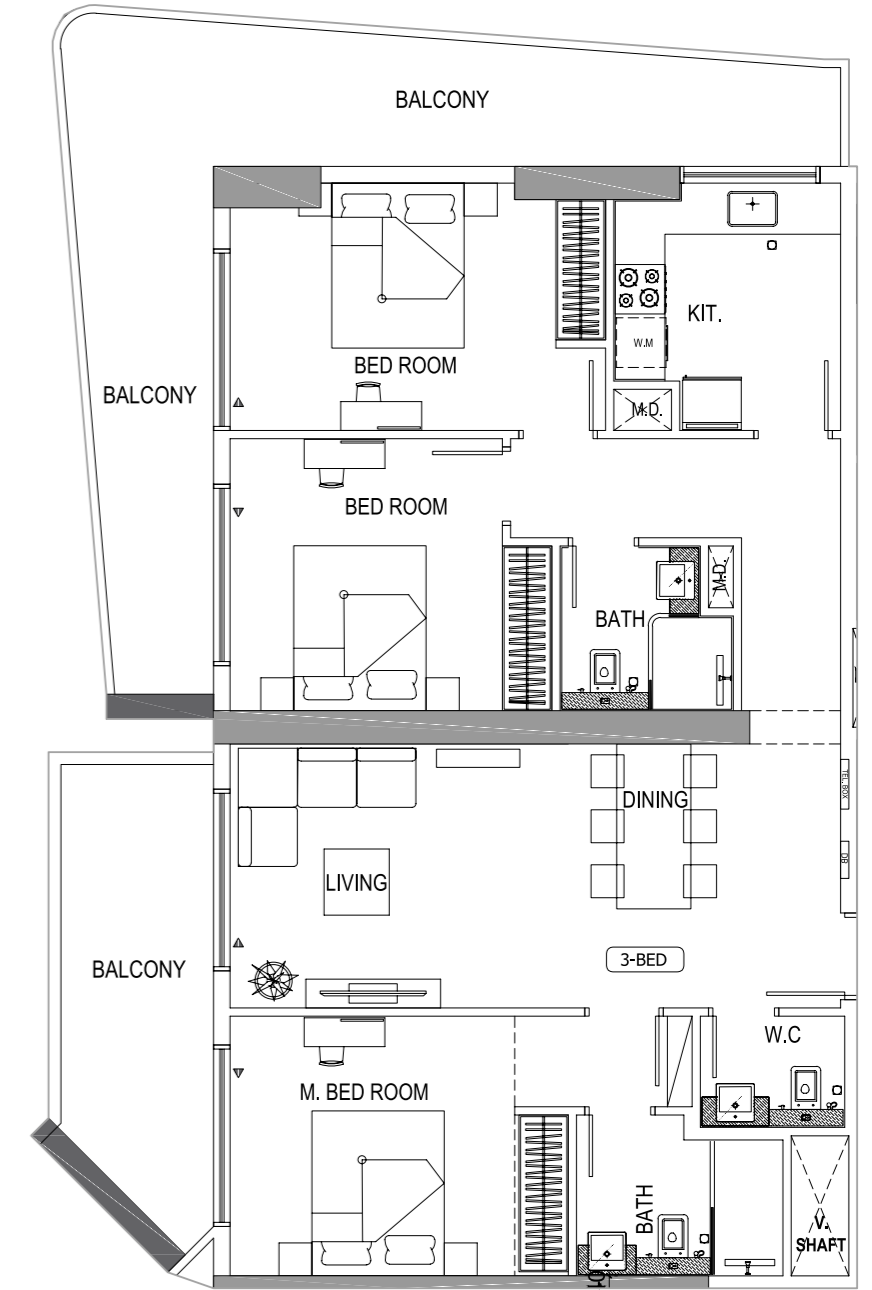 BALCONY
BED ROOM
KIT.
W.M
M.D.
BALCONY
BED ROOM
M.D.
BATH
TEL. BOX
DINING
DB
LIVING
BALCONY
3-BED
W.C
M. BED ROOM
BATH
V.
SHAFT